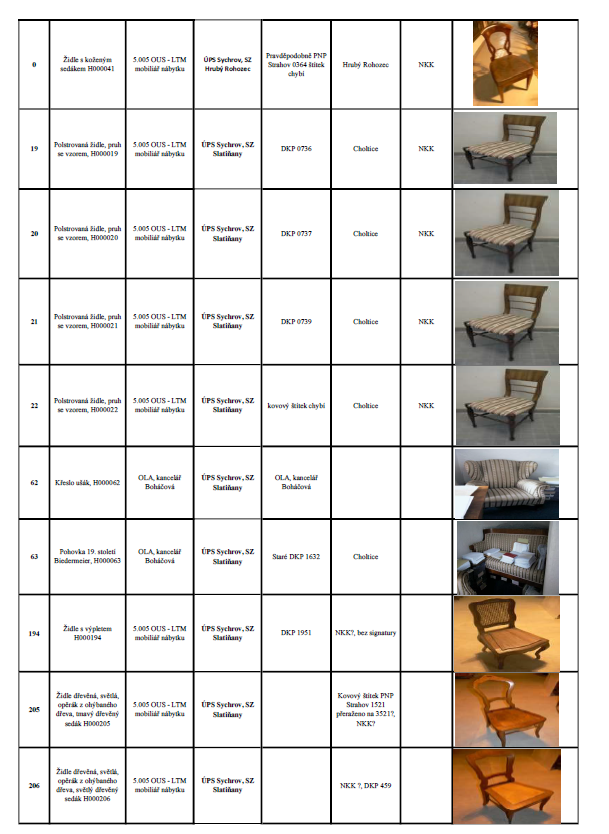 0
Židle s koženým
sedákem H000041
5.005 OUS - LTM
mobiliář nábytku
ÚPS Sychrov, SZ
Hrubý Rohozec
Pravděpodobně PNP
Strahov 0364 štítek
chybí
Hrubý Rohozec
NKK
19
Polstrovaná židle, pruh
se vzorem, H000019
5.005 OUS - LTM
mobiliář nábytku
ÚPS Sychrov, SZ
Slatiňany
DKP 0736
Choltice
NKK
20
Polstrovaná židle, pruh
se vzorem, H000020
5.005 OUS - LTM
mobiliář nábytku
ÚPS Sychrov, SZ
Slatiňany
DKP 0737
Choltice
NKK
21
Polstrovaná židle, pruh
se vzorem, H000021
5.005 OUS - LTM
mobiliář nábytku
ÚPS Sychrov, SZ
Slatiňany
DKP 0739
Choltice
NKK
22
Polstrovaná židle, pruh
se vzorem, H000022
5.005 OUS - LTM
mobiliář nábytku
ÚPS Sychrov, SZ
Slatiňany
kovový štítek chybí
Choltice
NKK
62
Křeslo ušák, H000062
OLA, kancelář
Boháčová
ÚPS Sychrov, SZ
Slatiňany
OLA, kancelář
Boháčová
63
Pohovka 19. století
Biedermeier, H000063
OLA, kancelář
Boháčová
ÚPS Sychrov, SZ
Slatiňany
Staré DKP 1632
Choltice
194
Židle s výpletem
H000194
5.005 OUS - LTM
mobiliář nábytku
ÚPS Sychrov, SZ
Slatiňany
DKP 1951
NKK?, bez signatury
205
Židle dřevěná, světlá,
opěrák z ohýbaného
dřeva, tmavý dřevěný
sedák H000205
5.005 OUS - LTM
mobiliář nábytku
ÚPS Sychrov, SZ
Slatiňany
Kovový štítek PNP
Strahov 1521
přeraženo na 3521?,
NKK?
206
Židle dřevěná, světlá,
opěrák z ohýbaného
dřeva, světlý dřevěný
sedák H000206
5.005 OUS - LTM
mobiliář nábytku
ÚPS Sychrov, SZ
Slatiňany
NKK ?, DKP 459